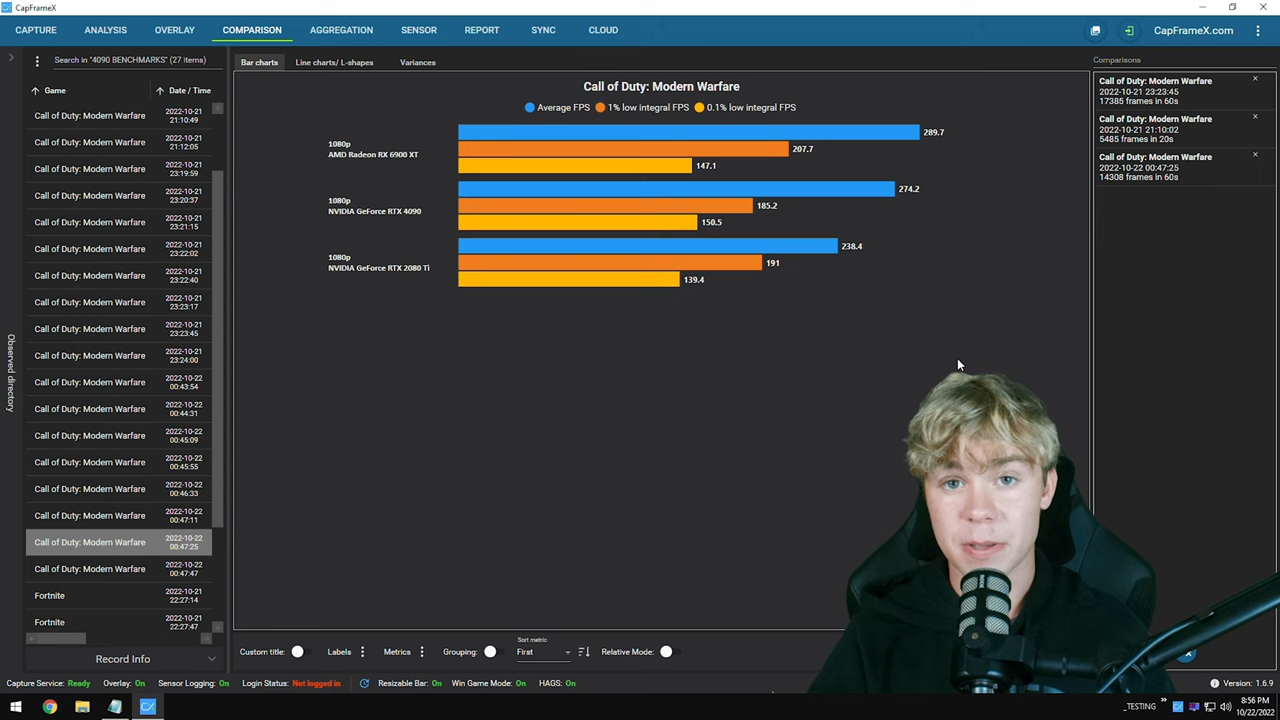 CapFrameX
CAPTURE ANALYSIS OVERLAY COMPARISON AGGREGATION SENSOR REPORT SYNC CLOUD CapFrameX.com
Search in "4090 BENCHMARKS" (27 items)
Game Date / Time
Call of Duty: Modern Warfare 2022-10-21 21:10:49
Call of Duty: Modern Warfare 2022-10-21 21:12:05
Call of Duty: Modern Warfare 2022-10-21 23:19:59
Call of Duty: Modern Warfare 2022-10-21 23:20:37
Call of Duty: Modern Warfare 2022-10-21 23:21:15
Call of Duty: Modern Warfare 2022-10-21 23:22:02
Call of Duty: Modern Warfare 2022-10-21 23:22:40
Call of Duty: Modern Warfare 2022-10-21 23:23:17
Call of Duty: Modern Warfare 2022-10-21 23:23:45
Call of Duty: Modern Warfare 2022-10-21 23:24:00
Call of Duty: Modern Warfare 2022-10-22 00:43:54
Call of Duty: Modern Warfare 2022-10-22 00:44:31
Call of Duty: Modern Warfare 2022-10-22 00:45:09
Call of Duty: Modern Warfare 2022-10-22 00:45:55
Call of Duty: Modern Warfare 2022-10-22 00:46:33
Call of Duty: Modern Warfare 2022-10-22 00:47:11
Call of Duty: Modern Warfare 2022-10-22 00:47:25
Call of Duty: Modern Warfare 2022-10-22 00:47:47
Fortnite 2022-10-21 22:27:14
Fortnite 2022-10-21 22:27:47
Record Info
Observed directory
Bar charts Line charts/ L-shapes Variances
Call of Duty: Modern Warfare
Average FPS 1% low integral FPS 0.1% low integral FPS
1080p
AMD Radeon RX 6900 XT
289.7
207.7
147.1
1080p
NVIDIA GeForce RTX 4090
274.2
185.2
150.5
1080p
NVIDIA GeForce RTX 2080 Ti
238.4
191
139.4
Comparisons
Call of Duty: Modern Warfare
2022-10-21 23:23:45
17385 frames in 60s
Call of Duty: Modern Warfare
2022-10-21 21:10:02
5485 frames in 20s
Call of Duty: Modern Warfare
2022-10-22 00:47:25
14308 frames in 60s
Custom title: Labels Metrics Grouping: Sort metric First Relative Mode:
Capture Service: Ready Overlay: On Sensor Logging: On Login Status: Not logged in Resizable Bar: On Win Game Mode: On HAGS: On Version: 1.6.9
_TESTING
8:56 PM
10/22/2022